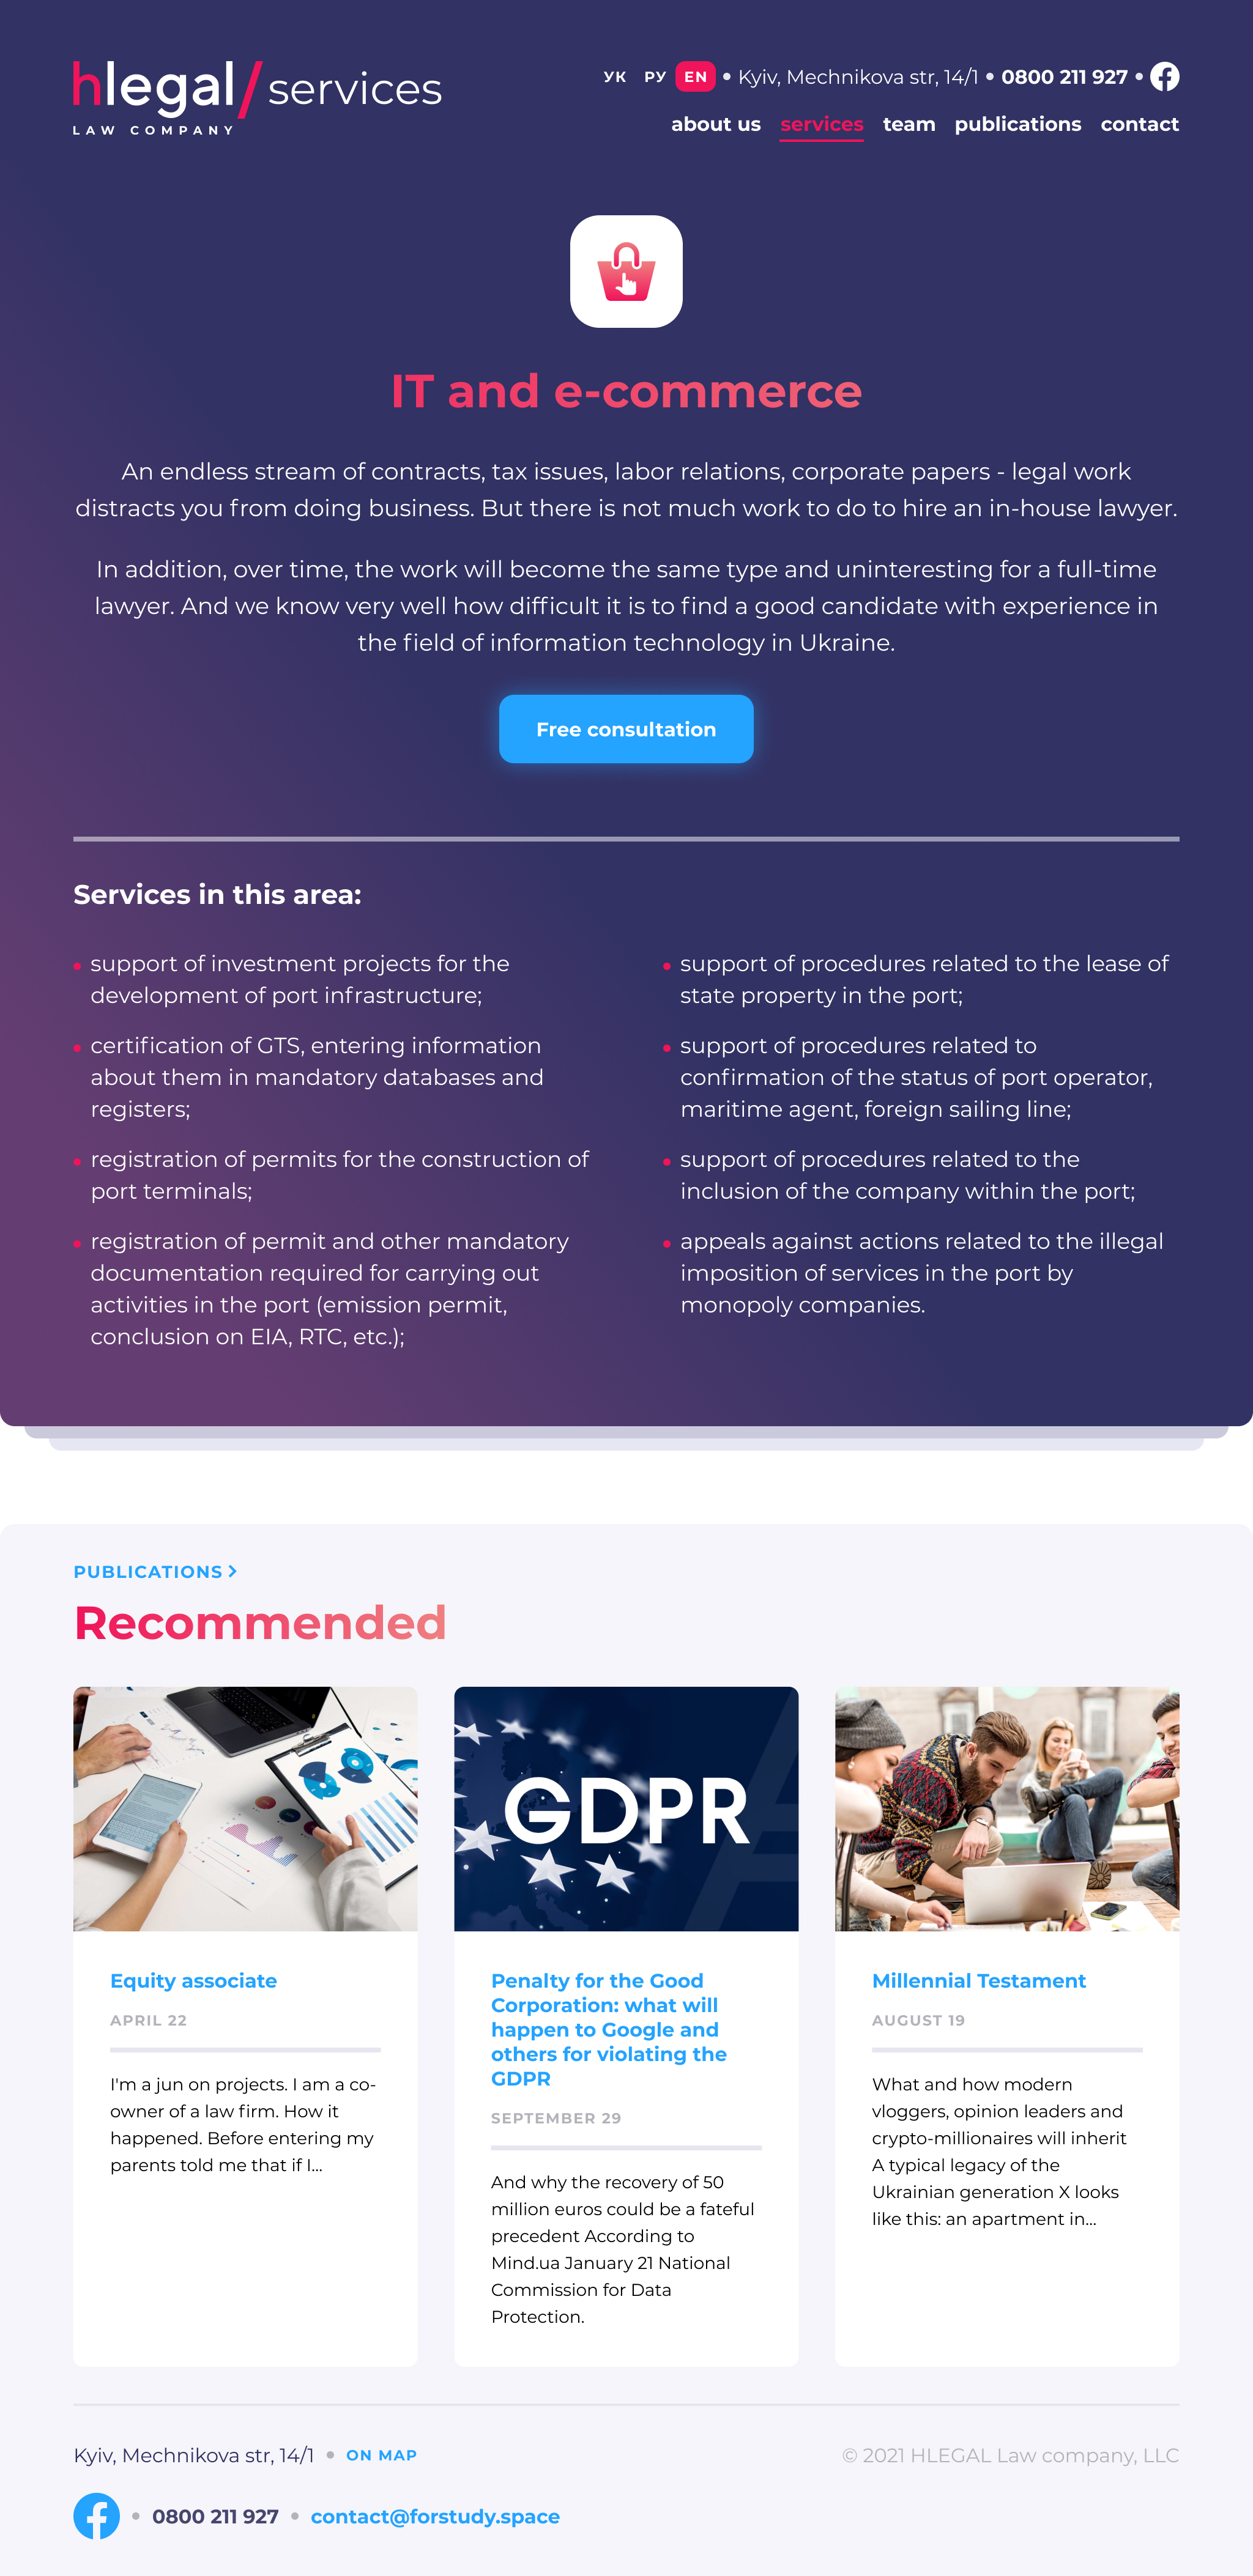 hlegal/services
LAW COMPANY
УК РУ EN • Kyiv, Mechnikova str, 14/1 • 0800 211 927 •
about us services team publications contact
IT and e-commerce
An endless stream of contracts, tax issues, labor relations, corporate papers - legal work
distracts you from doing business. But there is not much work to do to hire an in-house lawyer.
In addition, over time, the work will become the same type and uninteresting for a full-time
lawyer. And we know very well how difficult it is to find a good candidate with experience in
the field of information technology in Ukraine.
Free consultation
Services in this area:
• support of investment projects for the
development of port infrastructure;
• certification of GTS, entering information
about them in mandatory databases and
registers;
• registration of permits for the construction of
port terminals;
• registration of permit and other mandatory
documentation required for carrying out
activities in the port (emission permit,
conclusion on EIA, RTC, etc.);
• support of procedures related to the lease of
state property in the port;
• support of procedures related to
confirmation of the status of port operator,
maritime agent, foreign sailing line;
• support of procedures related to the
inclusion of the company within the port;
• appeals against actions related to the illegal
imposition of services in the port by
monopoly companies.
PUBLICATIONS >
Recommended
Equity associate
APRIL 22
I'm a jun on projects. I am a co-
owner of a law firm. How it
happened. Before entering my
parents told me that if I...
GDPR
Penalty for the Good
Corporation: what will
happen to Google and
others for violating the
GDPR
SEPTEMBER 29
And why the recovery of 50
million euros could be a fateful
precedent According to
Mind.ua January 21 National
Commission for Data
Protection.
Millennial Testament
AUGUST 19
What and how modern
vloggers, opinion leaders and
crypto-millionaires will inherit
A typical legacy of the
Ukrainian generation X looks
like this: an apartment in...
Kyiv, Mechnikova str, 14/1 • ON MAP
© 2021 HLEGAL Law company, LLC
• 0800 211 927 • contact@forstudy.space